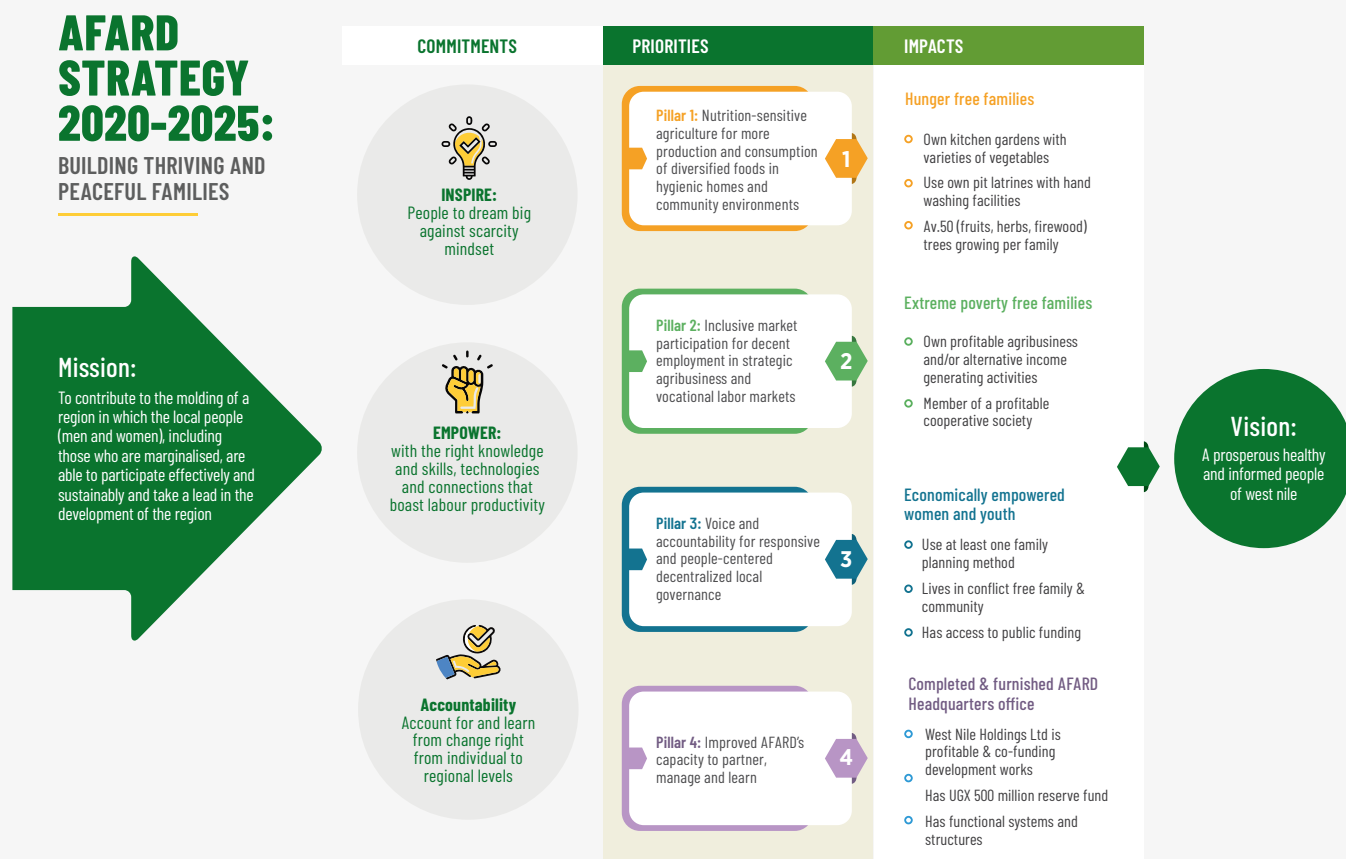 AFARD
STRATEGY
2020-2025:
BUILDING THRIVING AND
PEACEFUL FAMILIES
Mission:
To contribute to the molding of a
region in which the local people
(men and women), including
those who are marginalised, are
able to participate effectively and
sustainably and take a lead in the
development of the region
COMMITMENTS
INSPIRE:
People to dream big
against scarcity
mindset
EMPOWER:
with the right knowledge
and skills, technologies
and connections that
boast labour productivity
Accountability
Account for and learn
from change right
from individual to
regional levels
PRIORITIES
Pillar 1: Nutrition-sensitive
agriculture for more
production and consumption
of diversified foods in
hygienic homes and
community environments
1
Pillar 2: Inclusive market
participation for decent
employment in strategic
agribusiness and
vocational labor markets
2
Pillar 3: Voice and
accountability for responsive
and people-centered
decentralized local
governance
3
Pillar 4: Improved AFARD's
capacity to partner,
manage and learn
4
IMPACTS
Hunger free families
Own kitchen gardens with
varieties of vegetables
Use own pit latrines with hand
washing facilities
Av.50 (fruits, herbs, firewood)
trees growing per family
Extreme poverty free families
Own profitable agribusiness
and/or alternative income
generating activities
Member of a profitable
cooperative society
Economically empowered
women and youth
Use at least one family
planning method
Lives in conflict free family &
community
Has access to public funding
Completed & furnished AFARD
Headquarters office
West Nile Holdings Ltd is
profitable & co-funding
development works
Has UGX 500 million reserve fund
Has functional systems and
structures
Vision:
A prosperous healthy
and informed people
of west nile